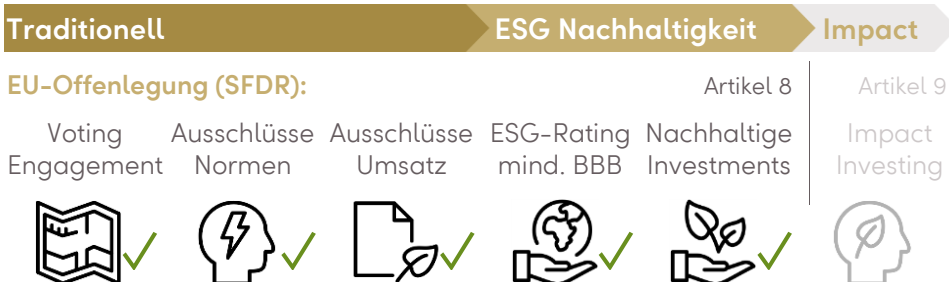 Traditionell ESG Nachhaltigkeit Impact
EU-Offenlegung (SFDR): Artikel 8 Artikel 9
Voting Ausschlüsse Ausschlüsse ESG-Rating Nachhaltige Impact
Engagement Normen Umsatz mind. BBB Investments Investing